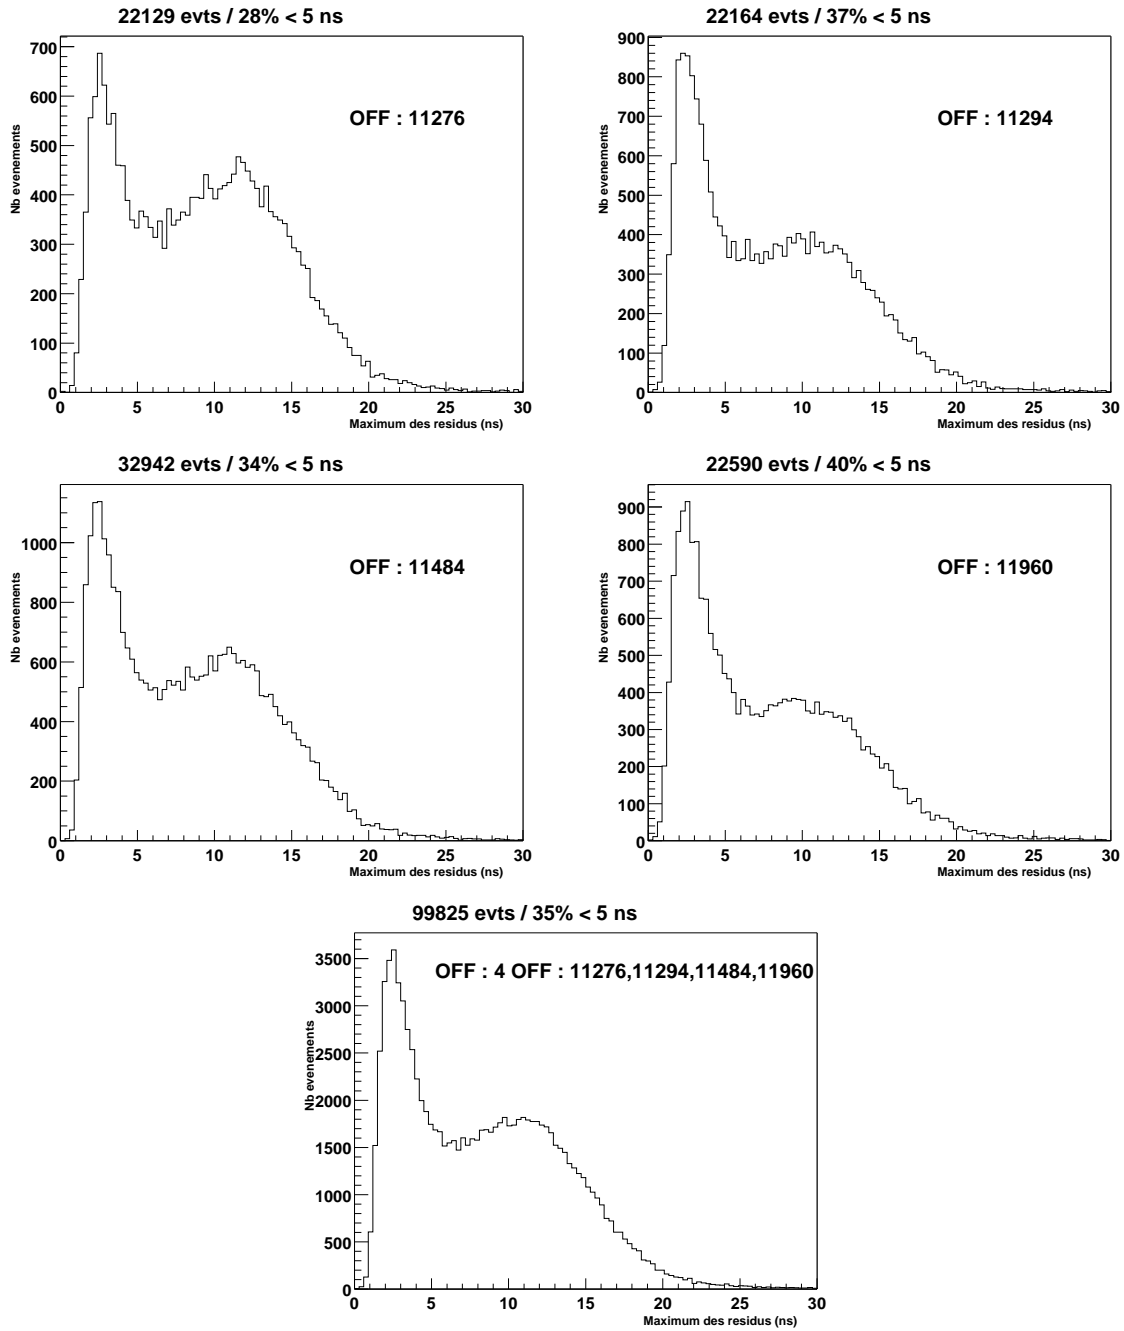 22129 evts / 28% < 5 ns
Nb evenements
700
600
500
400
300
200
100
0
OFF : 11276
0 5 10 15 20 25 30
Maximum des residus (ns)
22164 evts / 37% < 5 ns
Nb evenements
900
800
700
600
500
400
300
200
100
0
OFF : 11294
0 5 10 15 20 25 30
Maximum des residus (ns)
32942 evts / 34% < 5 ns
Nb evenements
1000
800
600
400
200
0
OFF : 11484
0 5 10 15 20 25 30
Maximum des residus (ns)
22590 evts / 40% < 5 ns
Nb evenements
900
800
700
600
500
400
300
200
100
0
OFF : 11960
0 5 10 15 20 25 30
Maximum des residus (ns)
99825 evts / 35% < 5 ns
Nb evenements
3500
3000
2500
2000
1500
1000
500
0
OFF : 4 OFF : 11276,11294,11484,11960
0 5 10 15 20 25 30
Maximum des residus (ns)